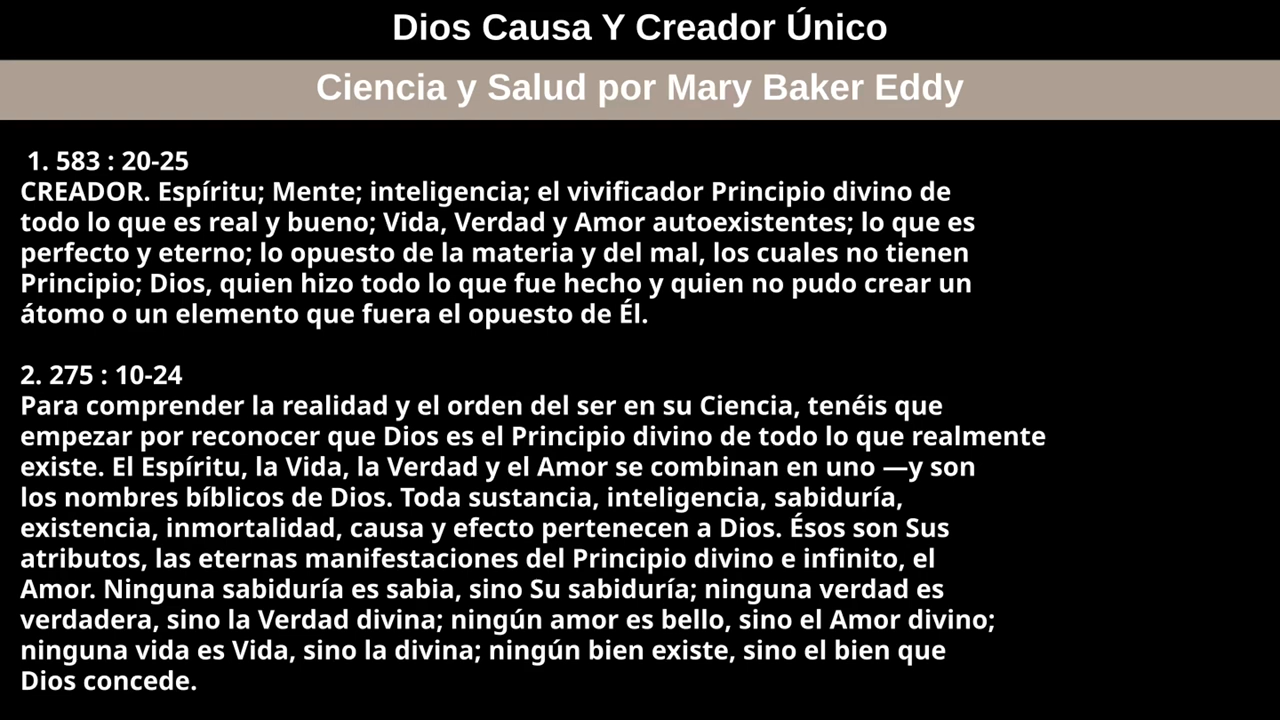 Dios Causa Y Creador Único
Ciencia y Salud por Mary Baker Eddy
1. 583 : 20-25
CREADOR. Espíritu; Mente; inteligencia; el vivificador Principio divino de
todo lo que es real y bueno; Vida, Verdad y Amor autoexistentes; lo que es
perfecto y eterno; lo opuesto de la materia y del mal, los cuales no tienen
Principio; Dios, quien hizo todo lo que fue hecho y quien no pudo crear un
átomo o un elemento que fuera el opuesto de Él.
2. 275 : 10-24
Para comprender la realidad y el orden del ser en su Ciencia, tenéis que
empezar por reconocer que Dios es el Principio divino de todo lo que realmente
existe. El Espíritu, la Vida, la Verdad y el Amor se combinan en uno —y son
los nombres bíblicos de Dios. Toda sustancia, inteligencia, sabiduría,
existencia, inmortalidad, causa y efecto pertenecen a Dios. Ésos son Sus
atributos, las eternas manifestaciones del Principio divino e infinito, el
Amor. Ninguna sabiduría es sabia, sino Su sabiduría; ninguna verdad es
verdadera, sino la Verdad divina; ningún amor es bello, sino el Amor divino;
ninguna vida es Vida, sino la divina; ningún bien existe, sino el bien que
Dios concede.